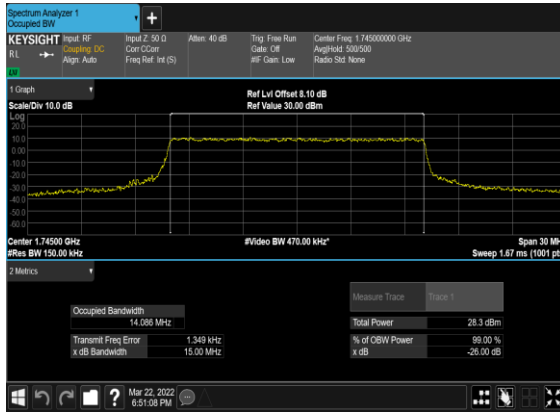 Spectrum Analyzer 1
Occupied BW
+
KEYSIGHT Input: RF Input Z: 50 Ω Atten: 40 dB Trig: Free Run Center Freq: 1.745000000 GHz
RL Coupling: DC Corr CCorr Gate: Off Avg|Hold: 500/500
Align: Auto Freq Ref: Int (S) #IF Gain: Low Radio Std: None
LW
1 Graph
Ref Lvl Offset 8.10 dB
Scale/Div 10.0 dB Ref Value 30.00 dBm
Log
20.0
10.0
0.00
-10.0
-20.0
-30.0
-40.0
-50.0
-60.0
Center 1.74500 GHz #Video BW 470.00 kHz* Span 30 MH
#Res BW 150.00 kHz Sweep 1.67 ms (1001 pt
2 Metrics
Measure Trace Trace 1
Occupied Bandwidth
14.086 MHz
Total Power 28.3 dBm
Transmit Freq Error 1.349 kHz % of OBW Power 99.00 %
x dB Bandwidth 15.00 MHz x dB -26.00 dB
? Mar 22, 2022
6:51:08 PM